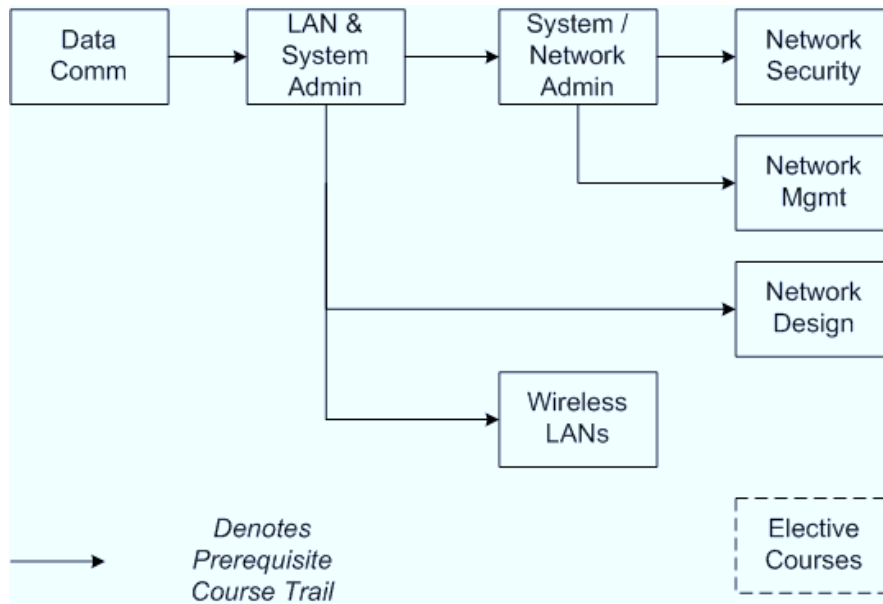 Data
Comm
LAN &
System
Admin
System /
Network
Admin
Network
Security
Network
Mgmt
Network
Design
Wireless
LANs
Denotes
Prerequisite
Course Trail
Elective
Courses